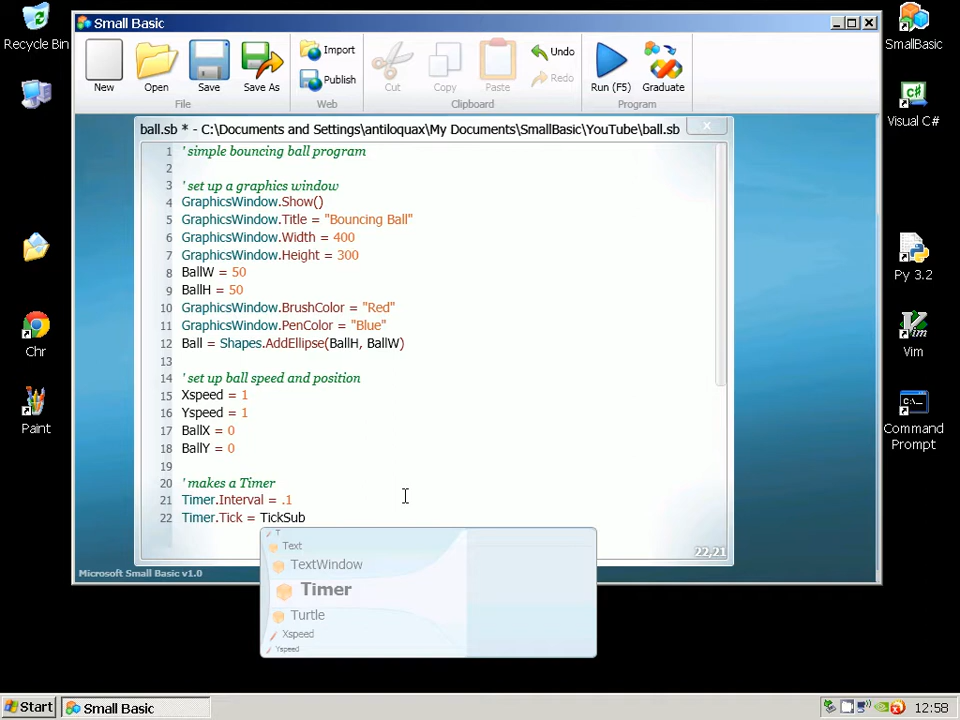 Recycle Bin
Chr
Paint
Small Basic
New
Open
Save
Save As
File
Import
Publish
Web
Cut
Copy
Paste
Undo
Redo
Clipboard
Run (F5)
Graduate
Program
ball.sb * - C:\Documents and Settings\antiloquax\My Documents\SmallBasic\YouTube\ball.sb
1 ' simple bouncing ball program
2
3 ' set up a graphics window
4 GraphicsWindow.Show()
5 GraphicsWindow.Title = "Bouncing Ball"
6 GraphicsWindow.Width = 400
7 GraphicsWindow.Height = 300
8 BallW = 50
9 BallH = 50
10 GraphicsWindow.BrushColor = "Red"
11 GraphicsWindow.PenColor = "Blue"
12 Ball = Shapes.AddEllipse(BallH, BallW)
13
14 ' set up ball speed and position
15 Xspeed = 1
16 Yspeed = 1
17 BallX = 0
18 BallY = 0
19
20 ' makes a Timer
21 Timer.Interval = .1
22 Timer.Tick = TickSub
T
Text
TextWindow
Timer
Turtle
Xspeed
Yspeed
22,21
Microsoft Small Basic v1.0
SmallBasic
Visual C#
Py 3.2
Vim
C:\_
Command
Prompt
Start
Small Basic
12:58